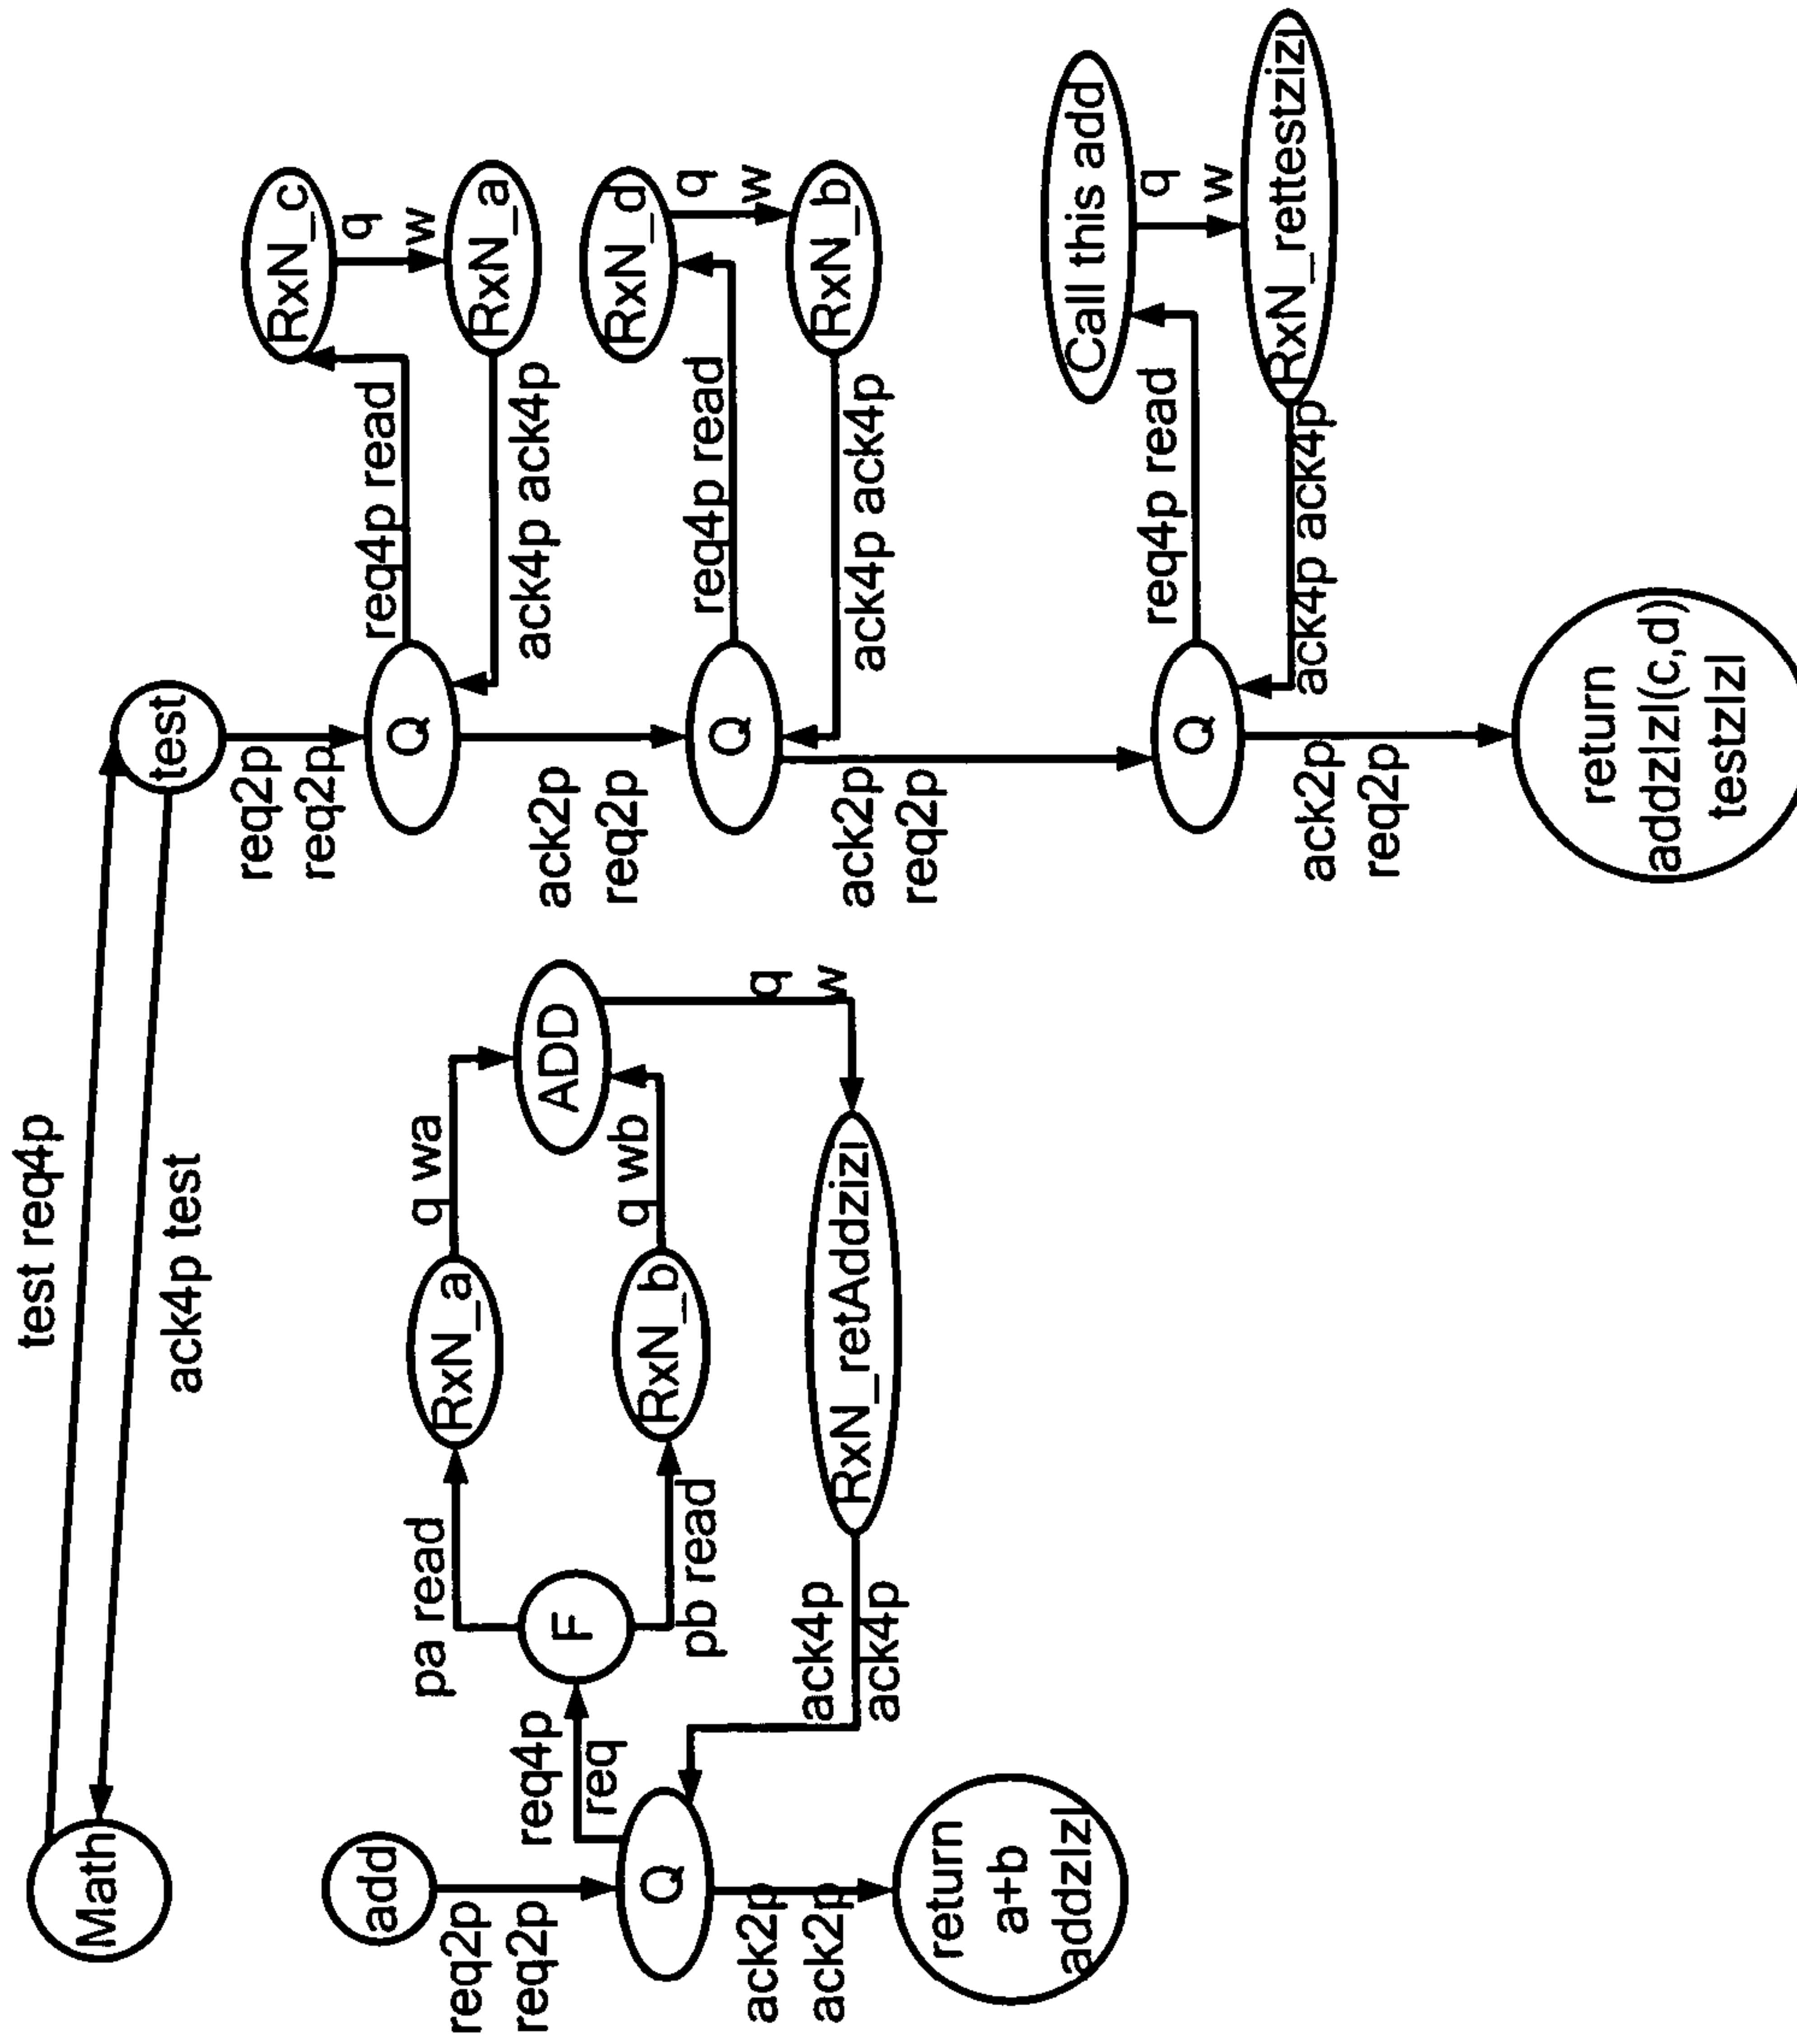 test req4p
Math
ack4p test
test
req2p
req2p
Q
req4p read
RxN_c
q
w
RxN_a
ack4p ack4p
ack2p
req2p
Q
req4p read
RxN_d
q
w
RxN_b
ack4p ack4p
ack2p
req2p
Q
req4p read
Call this add
q
w
RxN_rettestzizl
ack4p ack4p
ack2p
req2p
return
addzlzl(c,d)
testzlzl
add
req2p
req2p
Q
req4p
req
F
pa read
pb read
RxN_a
RxN_b
q wa
q wb
ADD
q
w
RxN_retAddzizl
ack4p
ack4p
ack2p
ack2p
return
a+b
addzlzl